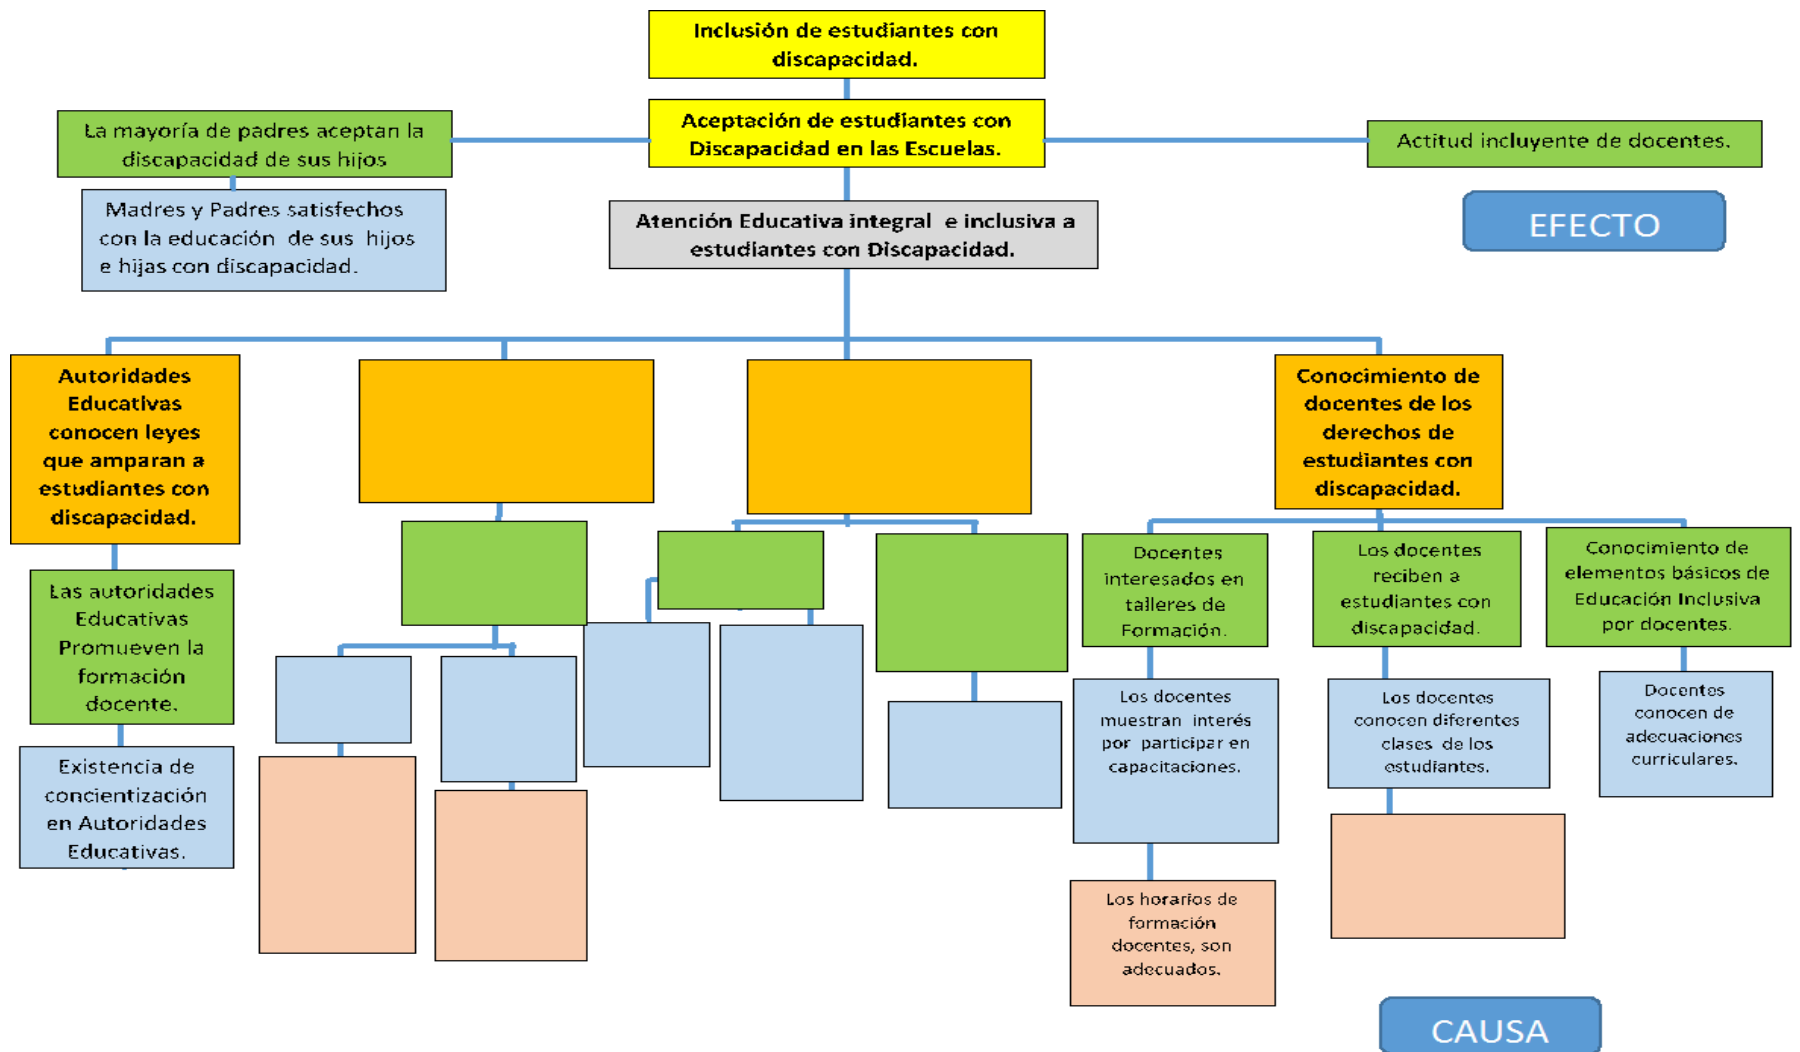 Inclusión de estudiantes con
discapacidad.
Aceptación de estudiantes con
Discapacidad en las Escuelas.
La mayoría de padres aceptan la
discapacidad de sus hijos
Actitud incluyente de docentes.
Madres y Padres satisfechos
con la educación de sus hijos
e hijas con discapacidad.
Atención Educativa integral e inclusiva a
estudiantes con Discapacidad.
EFECTO
Autoridades
Educativas
conocen leyes
que amparan a
estudiantes con
discapacidad.
Conocimiento de
docentes de los
derechos de
estudiantes con
discapacidad.
Las autoridades
Educativas
Promueven la
formación
docente.
Docentes
interesados en
talleres de
Formación.
Los docentes
reciben a
estudiantes con
discapacidad.
Conocimiento de
elementos básicos de
Educación Inclusiva
por docentes.
Existencia de
concientización
en Autoridades
Educativas.
Los docentes
muestran interés
por participar en
capacitaciones.
Los docentes
conocen diferentes
clases de los
estudiantes.
Docentes
conocen de
adecuaciones
curriculares.
Los horarios de
formación
docentes, son
adecuados.
CAUSA